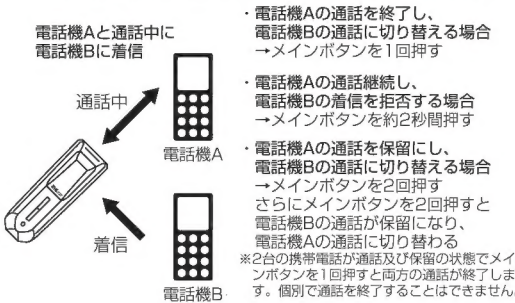 電話機Aと通話中に
電話機Bに着信
通話中
電話機A
着信
電話機B
・電話機Aの通話を終了し、
電話機Bの通話に切り替える場合
→メインボタンを1回押す
・電話機Aの通話継続し、
電話機Bの着信を拒否する場合
→メインボタンを約2秒間押す
・電話機Aの通話を保留にし、
電話機Bの通話に切り替える場合
→メインボタンを2回押す
さらにメインボタンを2回押すと
電話機Bの通話が保留になり、
電話機Aの通話に切り替わる
※2台の携帯電話が通話及び保留の状態でメイ
ンボタンを1回押すと両方の通話が終了しま
す。個別で通話を終了することはできません